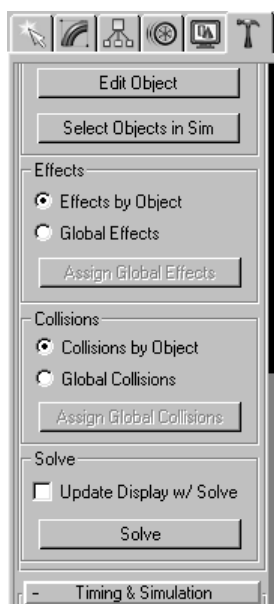 Edit Object
Select Objects in Sim
Effects
Effects by Object
Global Effects
Assign Global Effects
Collisions
Collisions by Object
Global Collisions
Assign Global Collisions
Solve
Update Display w/ Solve
Solve
- Timing & Simulation